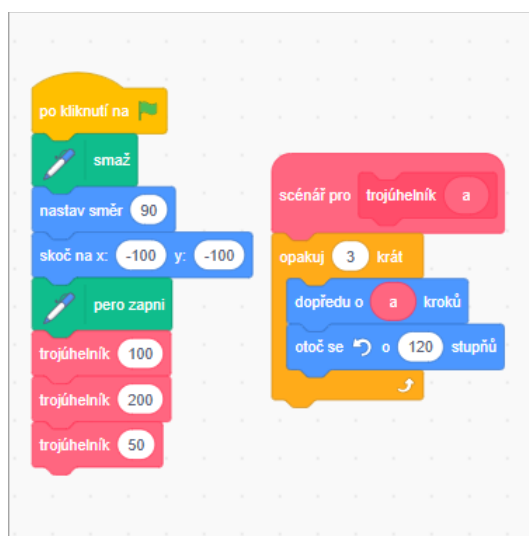 po kliknutí na
smaž
nastav směr 90
skoč na x: -100 y: -100
pero zapni
trojúhelník 100
trojúhelník 200
trojúhelník 50
scénář pro trojúhelník a
opakuj 3 krát
dopředu o a kroků
otoč se o 120 stupňů